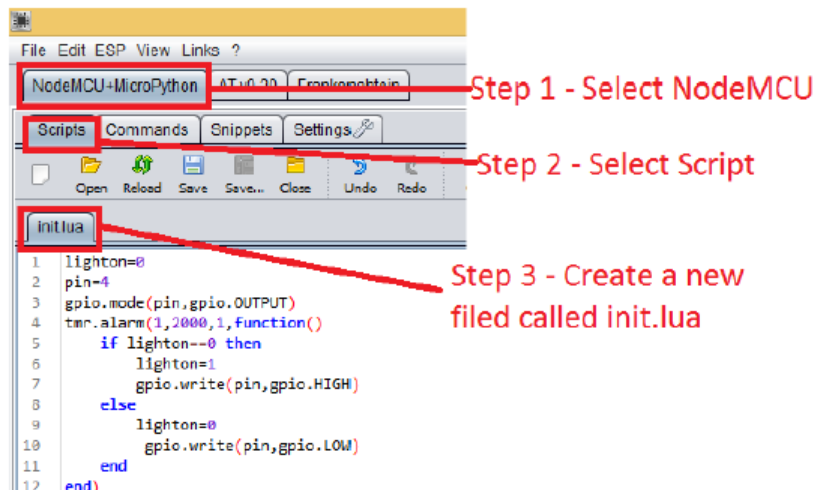 File Edit ESP View Links ?
NodeMCU+MicroPython AT v0.20 Frankenshtein
Step 1 - Select NodeMCU
Scripts Commands Snippets Settings
Step 2 - Select Script
Open Reload Save Save... Close Undo Redo
init.lua
Step 3 - Create a new
filed called init.lua
1 lighton=0
2 pin=4
3 gpio.mode(pin,gpio.OUTPUT)
4 tmr.alarm(1,2000,1,function()
5 if lighton==0 then
6 lighton=1
7 gpio.write(pin,gpio.HIGH)
8 else
9 lighton=0
10 gpio.write(pin,gpio.LOW)
11 end
12 end)